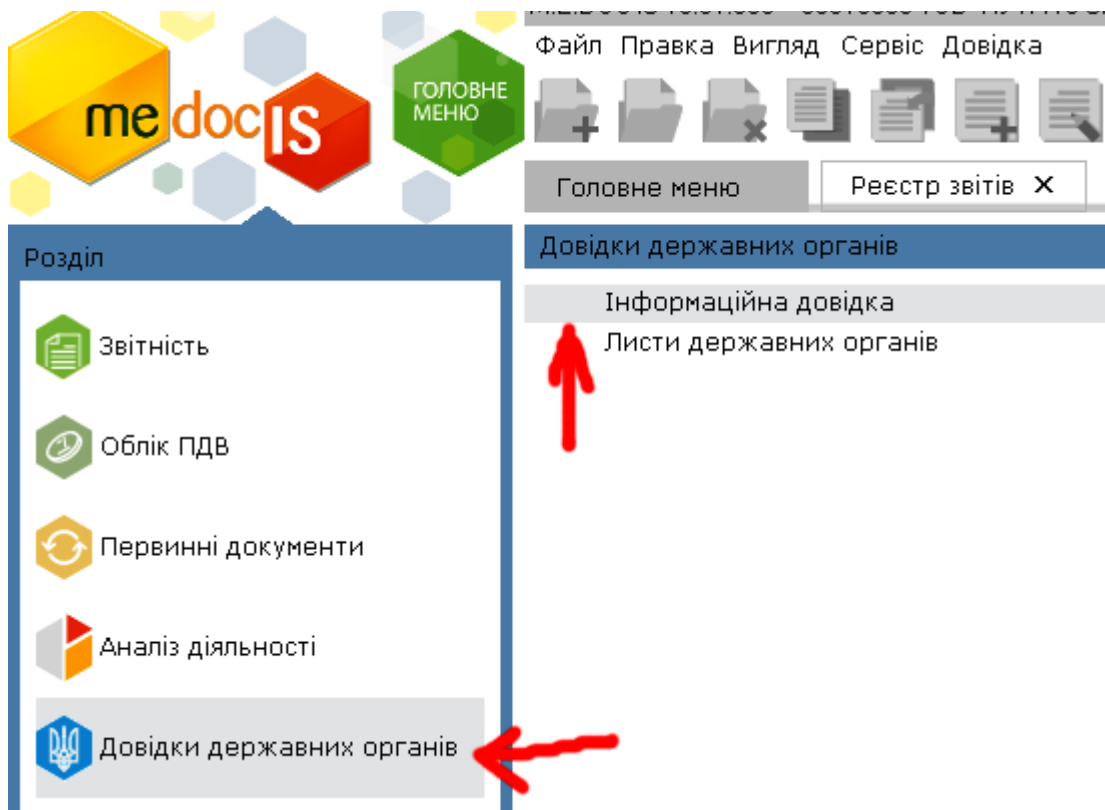 Файл Правка Вигляд Сервіс Довідка
me doc IS
ГОЛОВНЕ
МЕНЮ
Головне меню
Реєстр звітів X
Розділ
Звітність
Облік ПДВ
Первинні документи
Аналіз діяльності
Довідки державних органів
Довідки державних органів
Інформаційна довідка
Листи державних органів